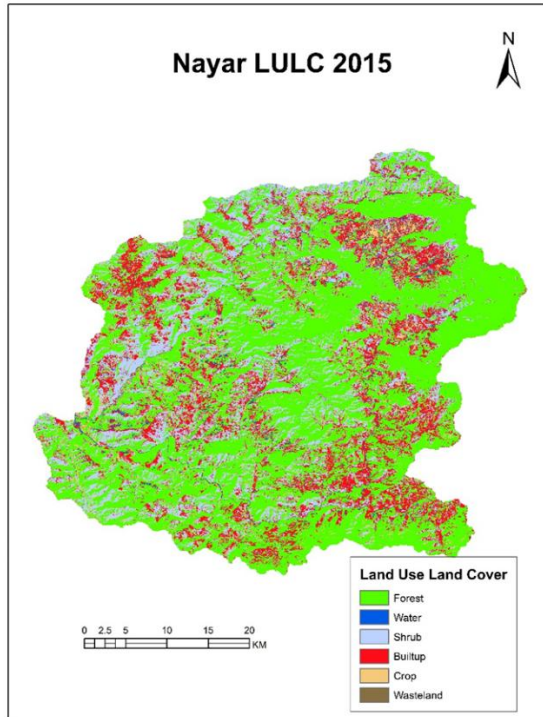 Nayar LULC 2015
N
0 2.5 5 10 15 20
KM
Land Use Land Cover
Forest
Water
Shrub
Builtup
Crop
Wasteland